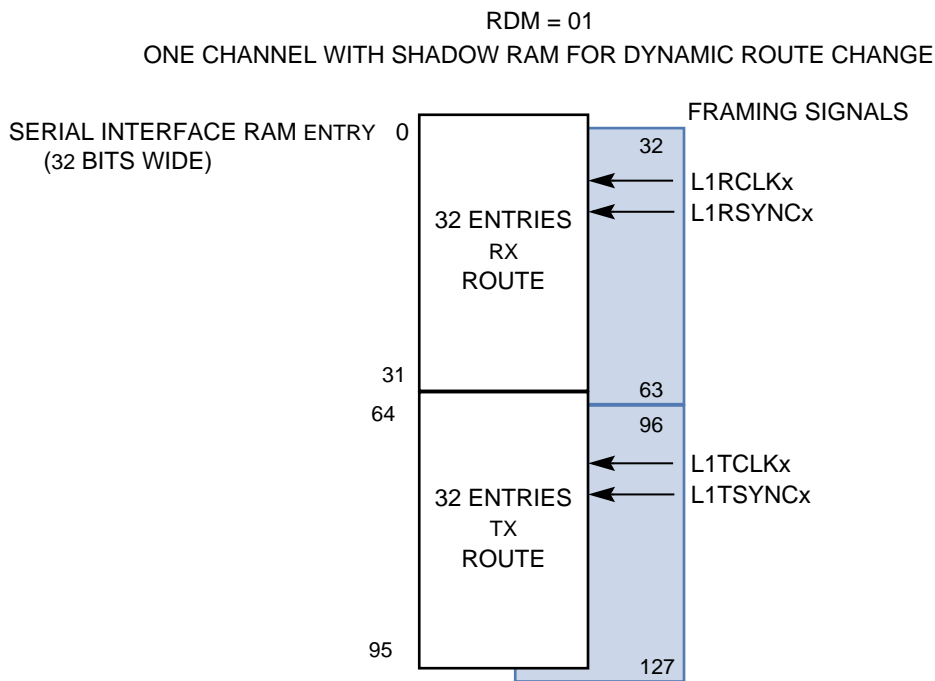 RDM = 01
ONE CHANNEL WITH SHADOW RAM FOR DYNAMIC ROUTE CHANGE
FRAMING SIGNALS
SERIAL INTERFACE RAM ENTRY 0
(32 BITS WIDE)
32
L1RCLKx
L1RSYNCx
32 ENTRIES
RX
ROUTE
31
63
64
96
L1TCLKx
L1TSYNCx
32 ENTRIES
TX
ROUTE
95
127